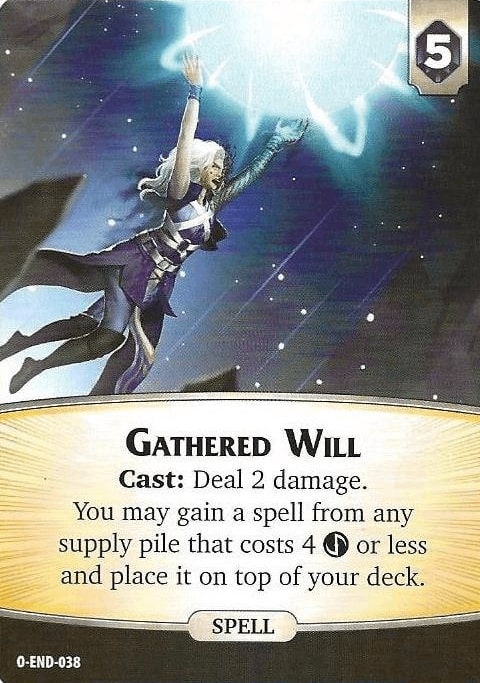 5
Gathered Will
Cast: Deal 2 damage.
You may gain a spell from any
supply pile that costs 4 or less
and place it on top of your deck.
SPELL
O-END-038